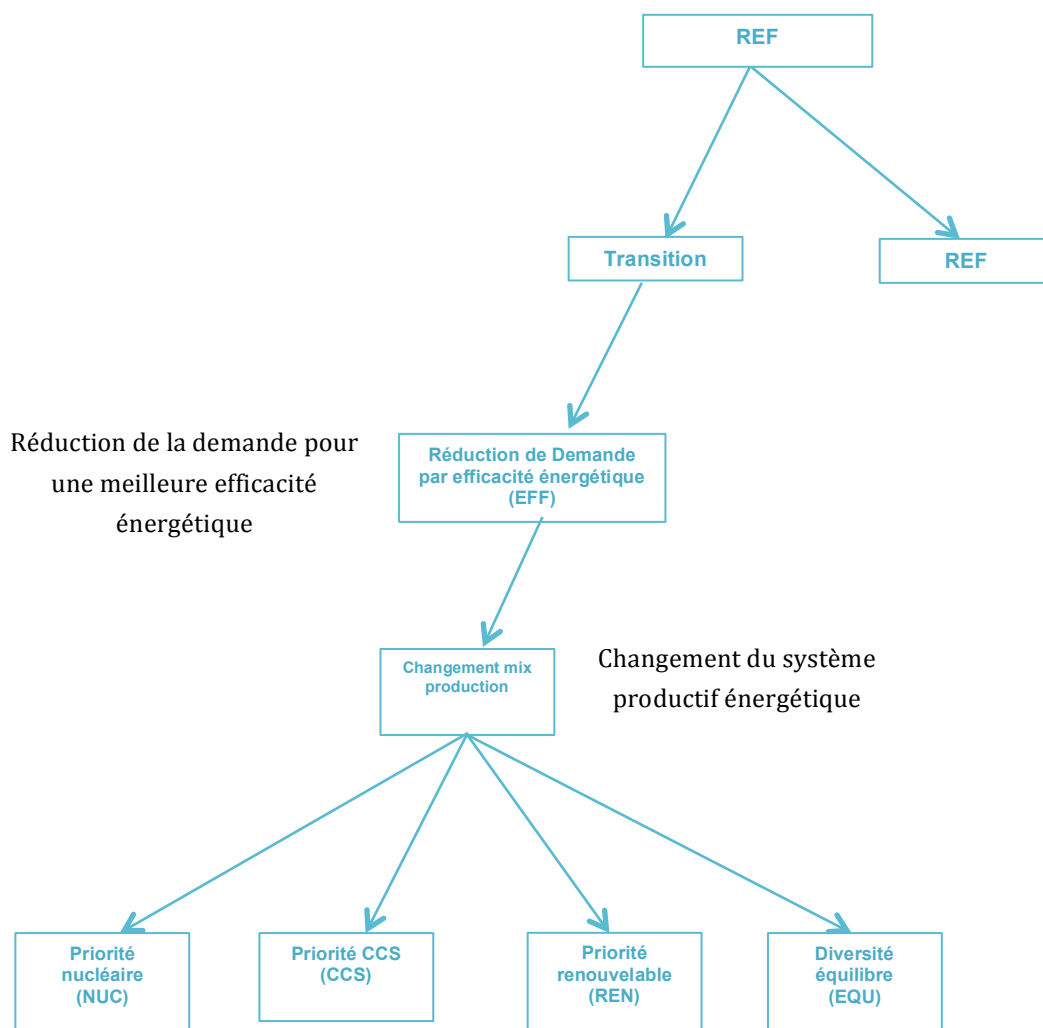 REF
Transition
REF
Réduction de la demande pour
une meilleure efficacité
énergétique
Réduction de Demande
par efficacité énergétique
(EFF)
Changement mix
production
Changement du système
productif énergétique
Priorité
nucléaire
(NUC)
Priorité CCS
(CCS)
Priorité
renouvelable
(REN)
Diversité
équilibre
(EQU)